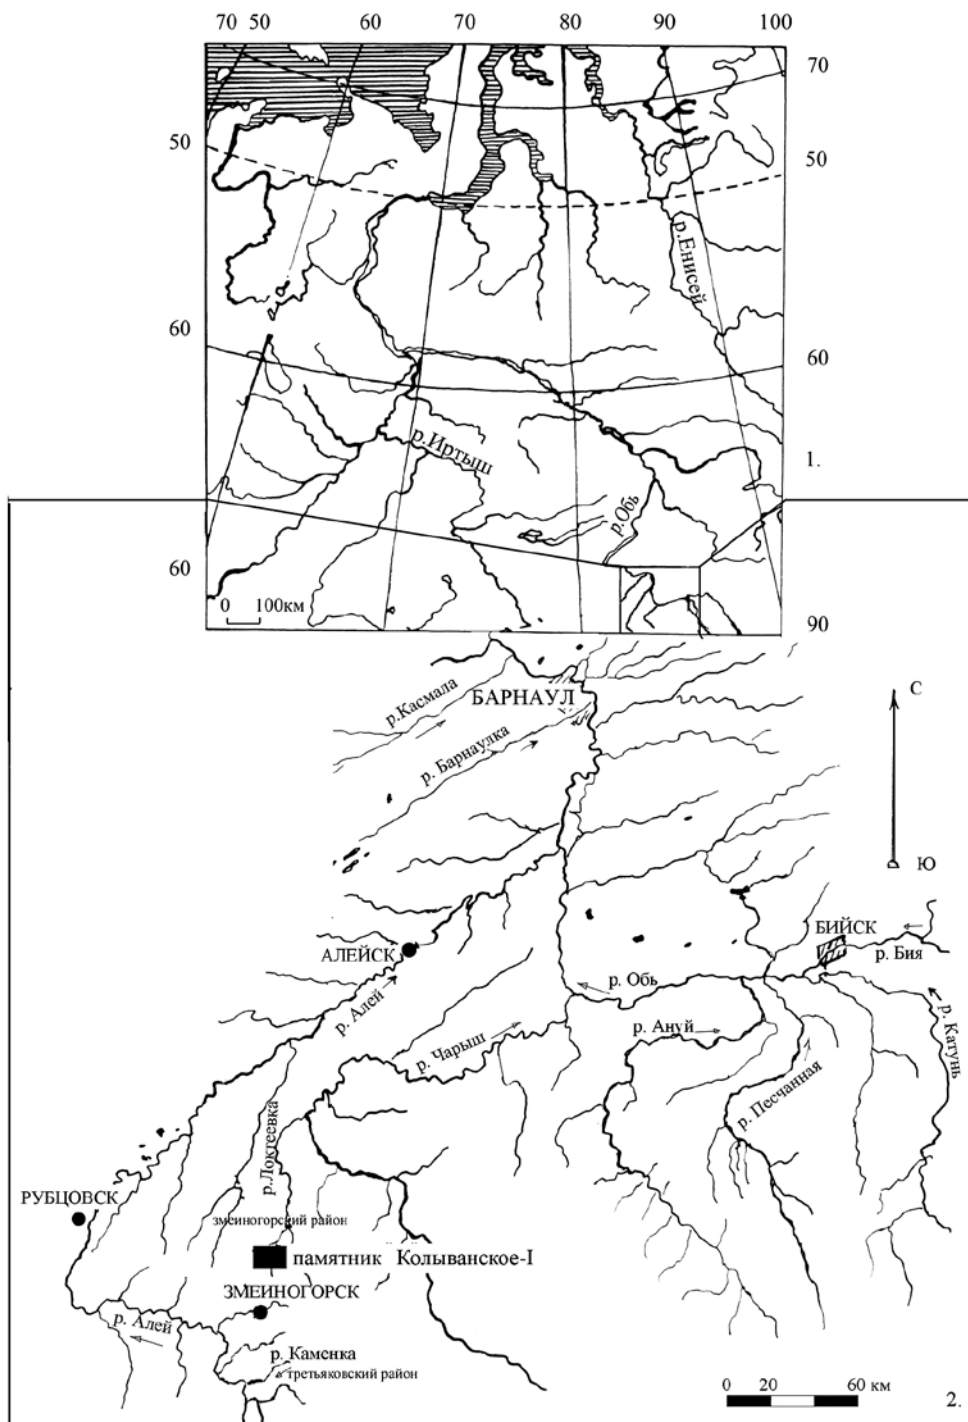 70 50 60 70 80 90 100
70
50
50
р.Енисей
60
60
р.Иртыш
1.
р.Обь
60
0 100км
90
р.Касмала
БАРНАУЛ
С
р. Барнаулка
Ю
БИЙСК
АЛЕЙСК
р. Бия
р. Обь
р. Алей
р. Ануй
р. Катунь
р. Чарыш
р. Песчанная
р.Локтеевка
РУБЦОВСК
змеиногорский район
памятник Колыванское-I
ЗМЕИНОГОРСК
р. Алей
р. Каменка
третьяковский район
0 20 60 км
2.